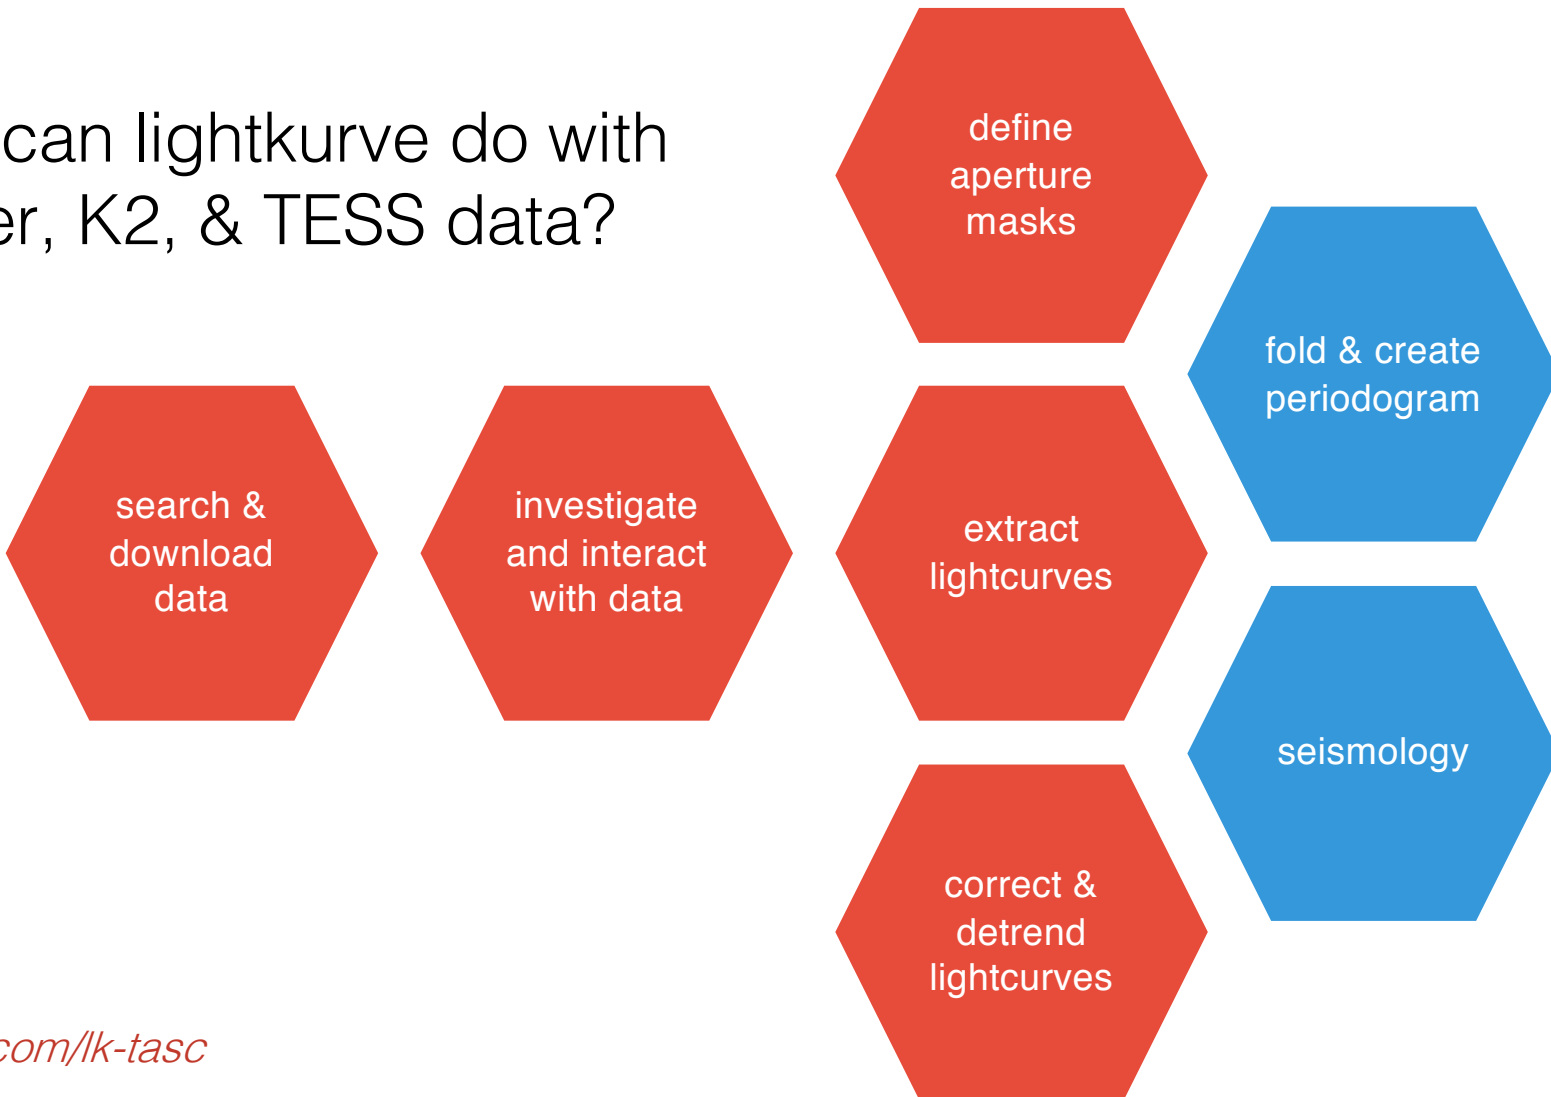 can lightkurve do with
er, K2, & TESS data?
define
aperture
masks
fold & create
periodogram
search &
download
data
investigate
and interact
with data
extract
lightcurves
seismology
correct &
detrend
lightcurves
com/lk-tasc